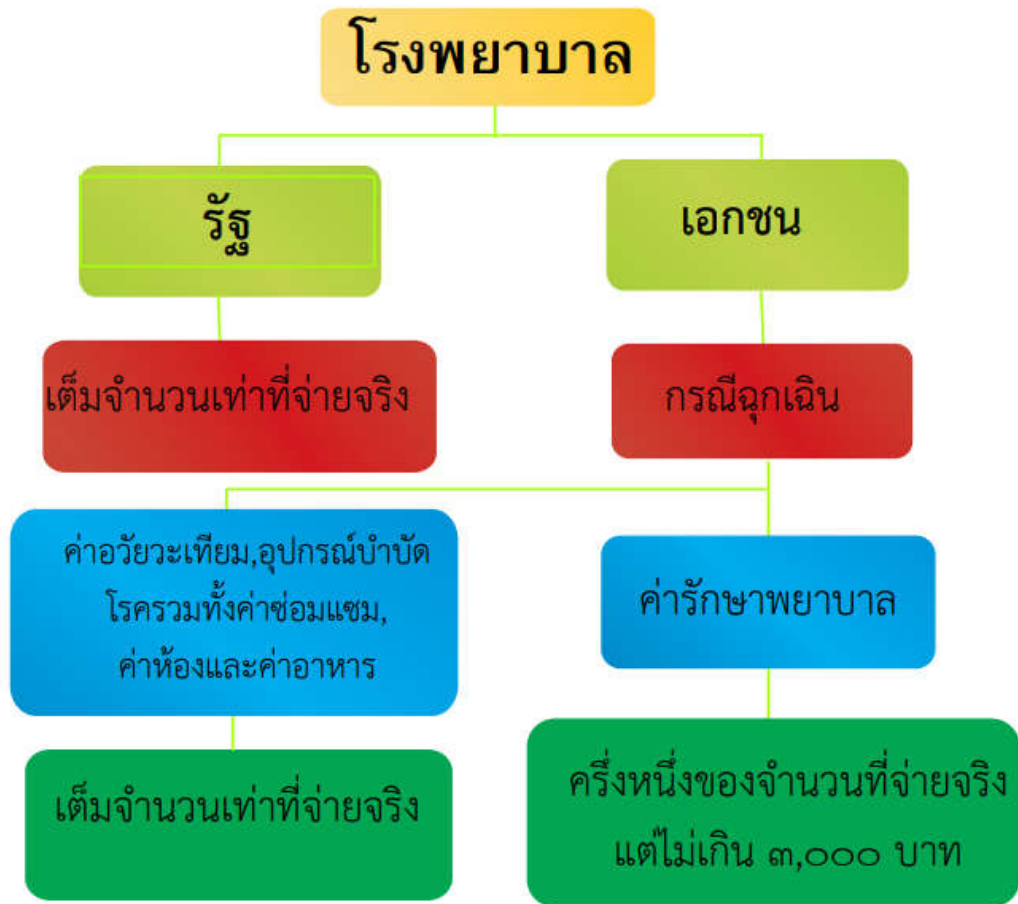 โรงพยาบาล
รัฐ
เอกชน
เต็มจำนวนเท่าที่จ่ายจริง
กรณีฉุกเฉิน
ค่าอวัยวะเทียม,อุปกรณ์บำบัด
โรครวมทั้งค่าซ่อมแซม,
ค่าห้องและค่าอาหาร
ค่ารักษาพยาบาล
เต็มจำนวนเท่าที่จ่ายจริง
ครึ่งหนึ่งของจำนวนที่จ่ายจริง
แต่ไม่เกิน ๓,๐๐๐ บาท